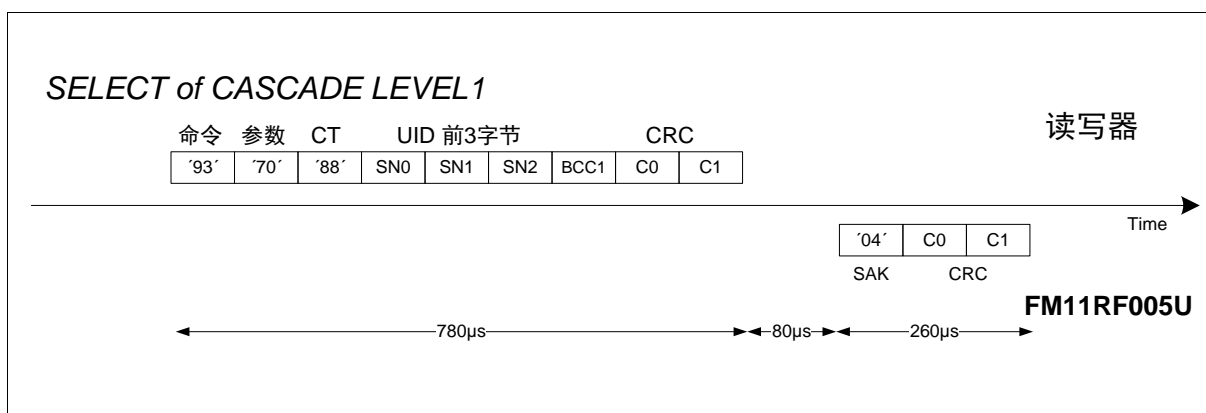 SELECT of CASCADE LEVEL1
读写器
命令 参数 CT UID 前3字节 CRC
´93´ ´70´ ´88´ SN0 SN1 SN2 BCC1 C0 C1
Time
´04´ C0 C1
SAK CRC
FM11RF005U
780µs 80µs 260µs